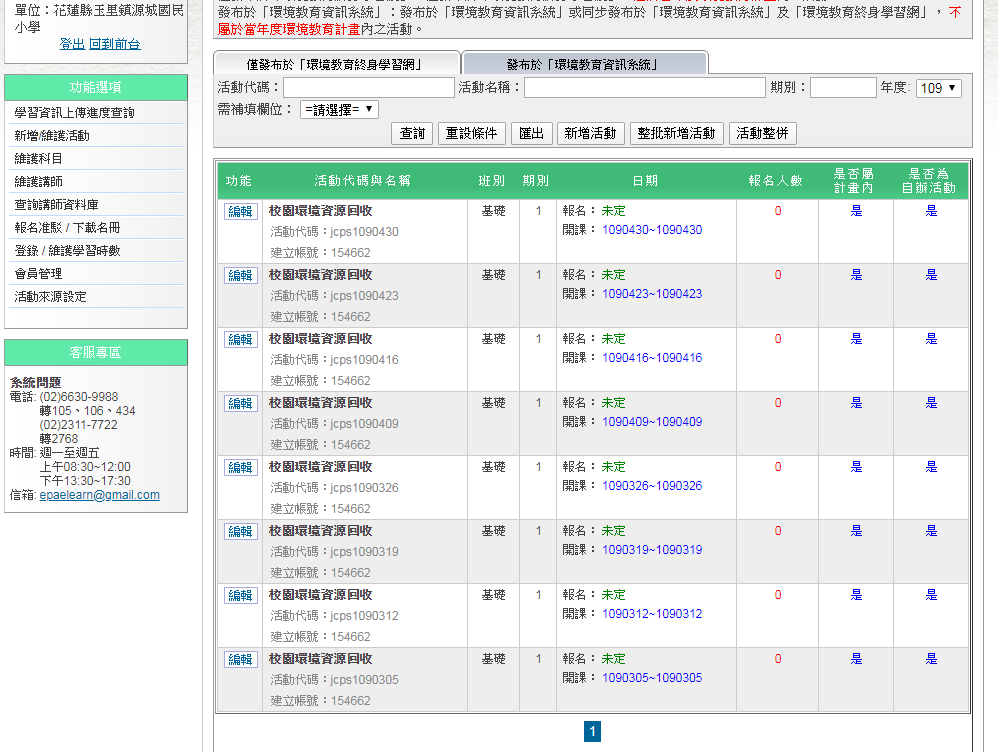 單位：花蓮縣玉里鎮源城國民
小學
登出 回到前台
功能選項
學習資訊上傳進度查詢
新增/維護活動
維護科目
維護講師
查詢講師資料庫
報名准駁 / 下載名冊
登錄 / 維護學習時數
會員管理
活動來源設定
客服專區
系統問題
電話: (02)6630-9988
轉105、106、434
(02)2311-7722
轉2768
時間: 週一至週五
上午08:30~12:00
下午13:30~17:30
信箱: epaelearn@gmail.com
發布於「環境教育資訊系統」：發布於「環境教育資訊系統」或同步發布於「環境教育資訊系統」及「環境教育終身學習網」，不
屬於當年度環境教育計畫內之活動。
僅發布於「環境教育終身學習網」 發布於「環境教育資訊系統」
活動代碼： 活動名稱： 期別： 年度: 109
需補填欄位： =請選擇=
查詢 重設條件 匯出 新增活動 整批新增活動 活動整併
功能 活動代碼與名稱 班別 期別 日期 報名人數 是否屬計畫內 是否為自辦活動
編輯 校園環境資源回收 基礎 1 報名： 未定 0 是 是
活動代碼：jcps1090430 開課： 1090430~1090430
建立帳號：154662
編輯 校園環境資源回收 基礎 1 報名： 未定 0 是 是
活動代碼：jcps1090423 開課： 1090423~1090423
建立帳號：154662
編輯 校園環境資源回收 基礎 1 報名： 未定 0 是 是
活動代碼：jcps1090416 開課： 1090416~1090416
建立帳號：154662
編輯 校園環境資源回收 基礎 1 報名： 未定 0 是 是
活動代碼：jcps1090409 開課： 1090409~1090409
建立帳號：154662
編輯 校園環境資源回收 基礎 1 報名： 未定 0 是 是
活動代碼：jcps1090326 開課： 1090326~1090326
建立帳號：154662
編輯 校園環境資源回收 基礎 1 報名： 未定 0 是 是
活動代碼：jcps1090319 開課： 1090319~1090319
建立帳號：154662
編輯 校園環境資源回收 基礎 1 報名： 未定 0 是 是
活動代碼：jcps1090312 開課： 1090312~1090312
建立帳號：154662
編輯 校園環境資源回收 基礎 1 報名： 未定 0 是 是
活動代碼：jcps1090305 開課： 1090305~1090305
建立帳號：154662
1